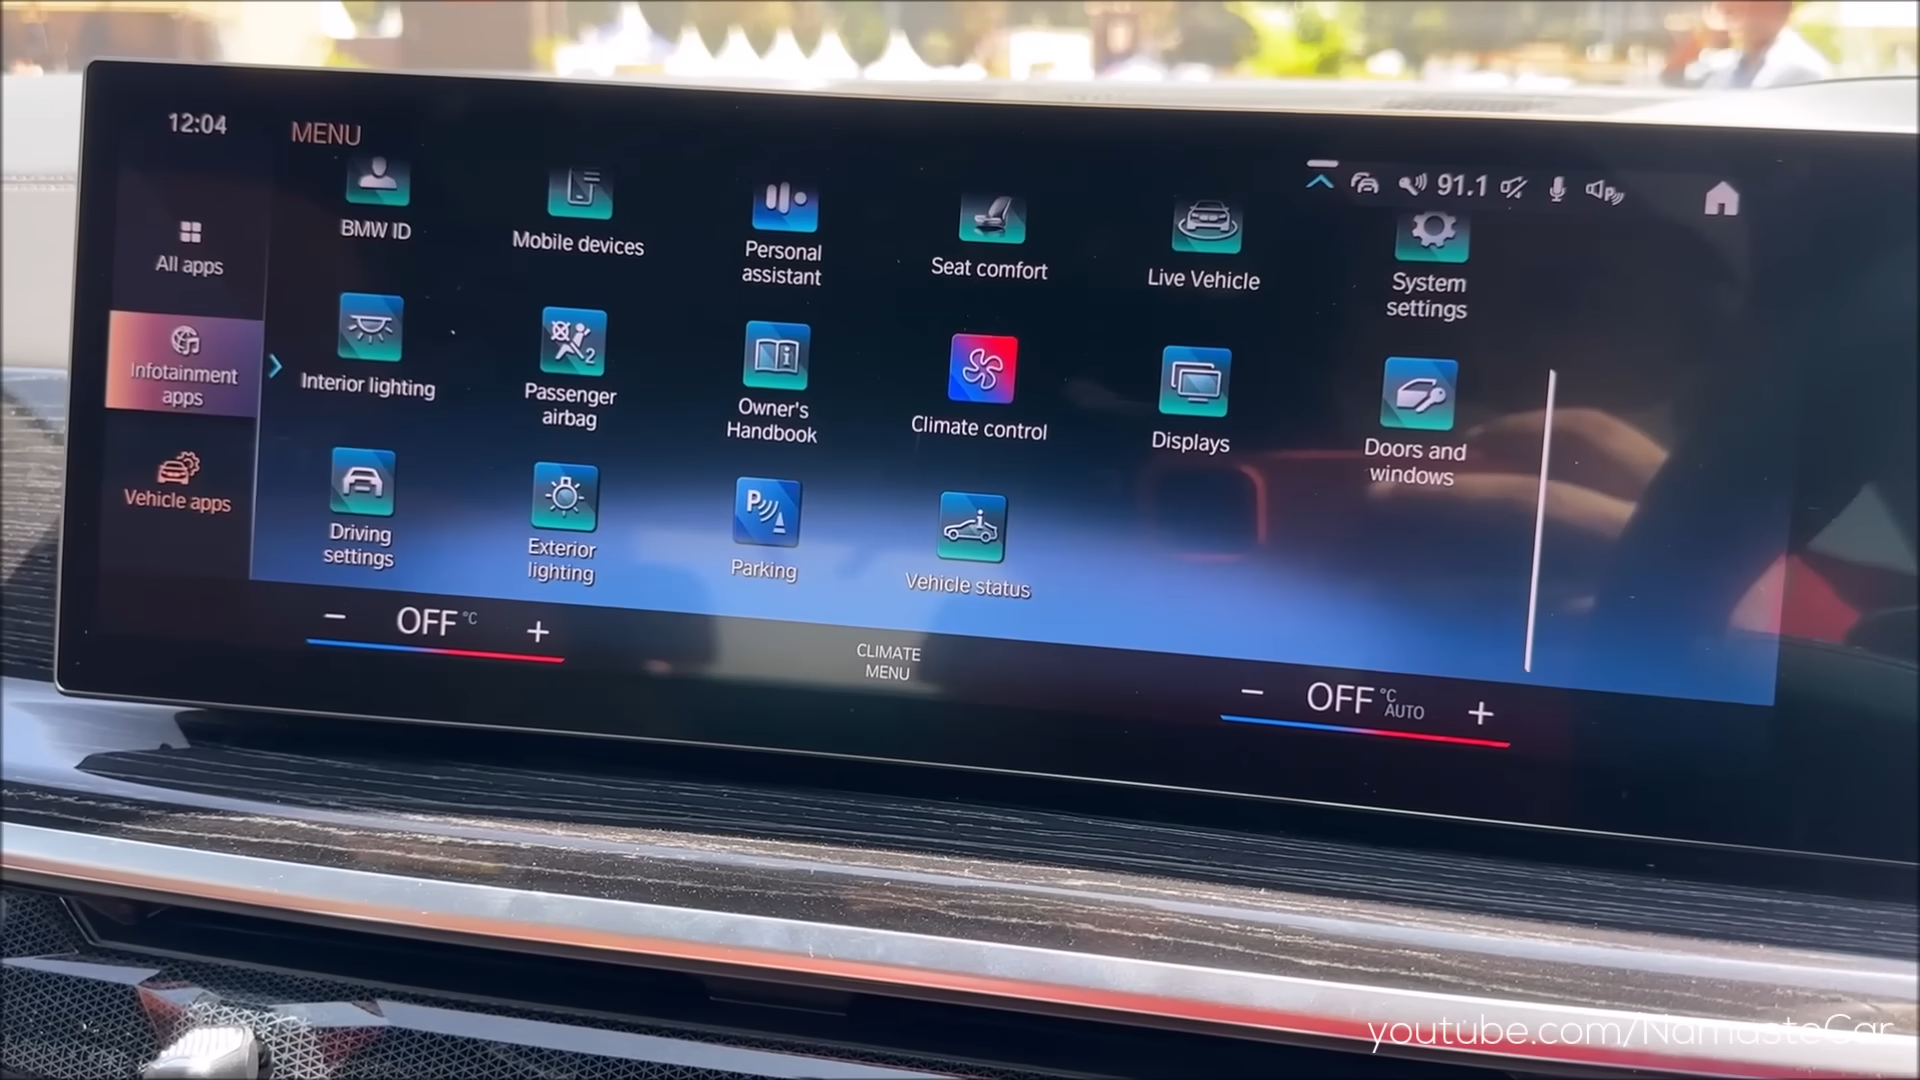 12:04
MENU
91.1
All apps
Infotainment
apps
Vehicle apps
BMW ID
Mobile devices
Personal
assistant
Seat comfort
Live Vehicle
System
settings
Interior lighting
Passenger
airbag
2
Owner's
Handbook
Climate control
Displays
Doors and
windows
Driving
settings
Exterior
lighting
P
Parking
Vehicle status
− OFF °C +
CLIMATE
MENU
− OFF °C AUTO +
youtube.com/NamasteCar